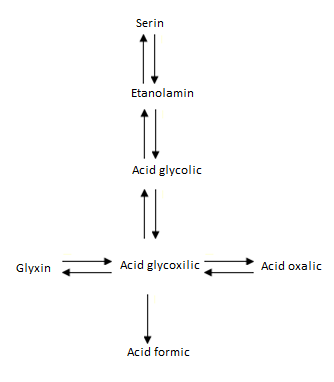 Serin
Etanolamin
Acid glycolic
Glyxin
Acid glycoxilic
Acid oxalic
Acid formic